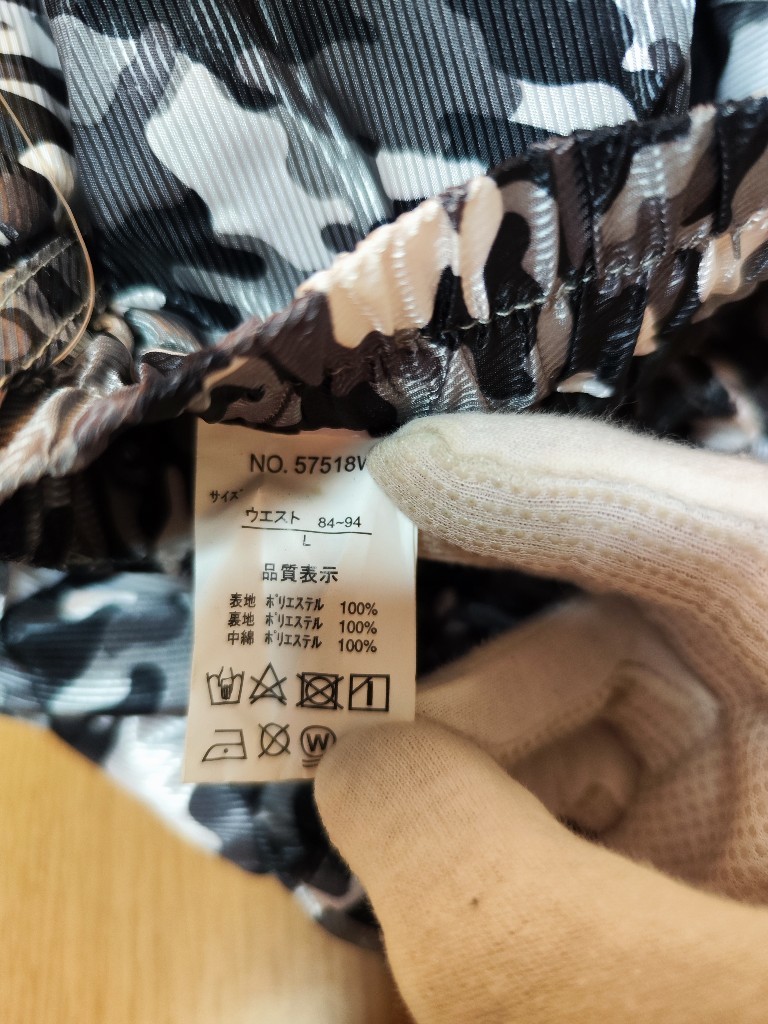 NO. 57518W
サイズ
ウエスト 84~94
L
品質表示
表地 ポリエステル 100%
裏地 ポリエステル 100%
中綿 ポリエステル 100%
W